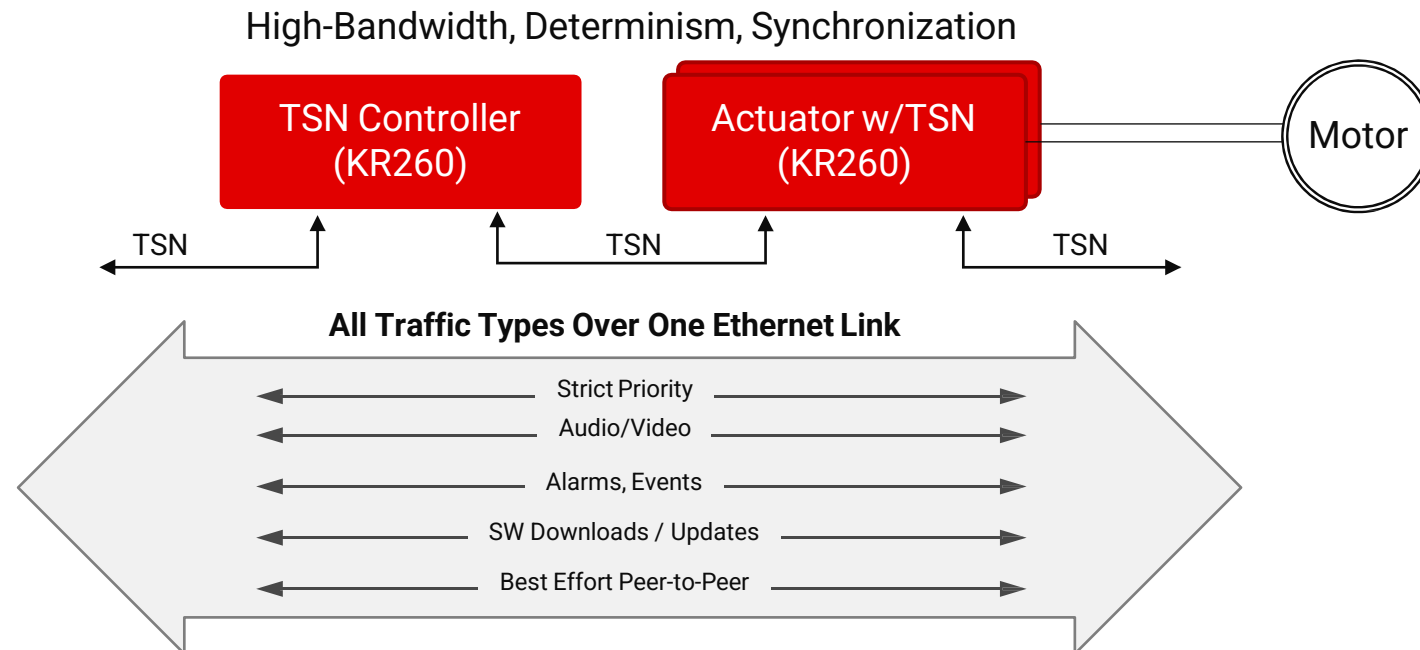 High-Bandwidth, Determinism, Synchronization
TSN Controller
(KR260)
Actuator w/TSN
(KR260)
Motor
TSN
TSN
TSN
All Traffic Types Over One Ethernet Link
Strict Priority
Audio/Video
Alarms, Events
SW Downloads / Updates
Best Effort Peer-to-Peer